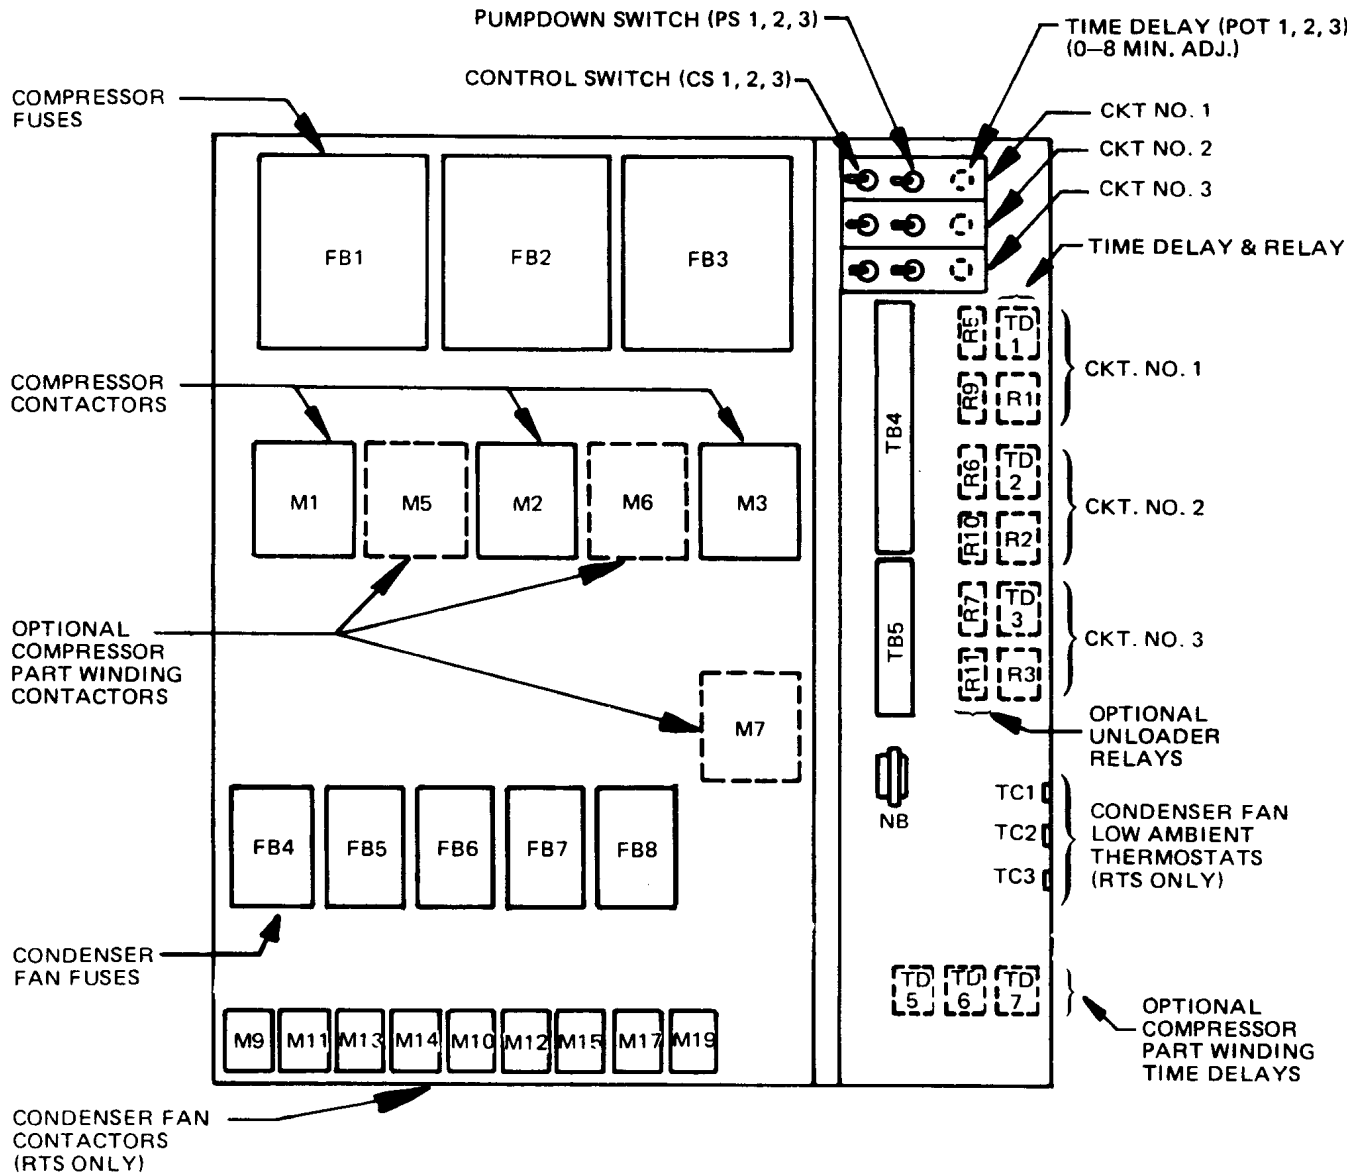 PUMPDOWN SWITCH (PS 1, 2, 3)
TIME DELAY (POT 1, 2, 3)
(0–8 MIN. ADJ.)
CONTROL SWITCH (CS 1, 2, 3)
COMPRESSOR
FUSES
CKT NO. 1
CKT NO. 2
CKT NO. 3
TIME DELAY & RELAY
FB1
FB2
FB3
R5
TD
1
R9
R1
CKT. NO. 1
COMPRESSOR
CONTACTORS
TB4
M1
M5
M2
M6
M3
R6
TD
2
R10
R2
CKT. NO. 2
R7
TD
3
R11
R3
CKT. NO. 3
TB5
OPTIONAL
COMPRESSOR
PART WINDING
CONTACTORS
M7
OPTIONAL
UNLOADER
RELAYS
NB
TC1
TC2
TC3
CONDENSER FAN
LOW AMBIENT
THERMOSTATS
(RTS ONLY)
FB4
FB5
FB6
FB7
FB8
CONDENSER
FAN FUSES
TD
5
TD
6
TD
7
OPTIONAL
COMPRESSOR
PART WINDING
TIME DELAYS
M9
M11
M13
M14
M10
M12
M15
M17
M19
CONDENSER FAN
CONTACTORS
(RTS ONLY)